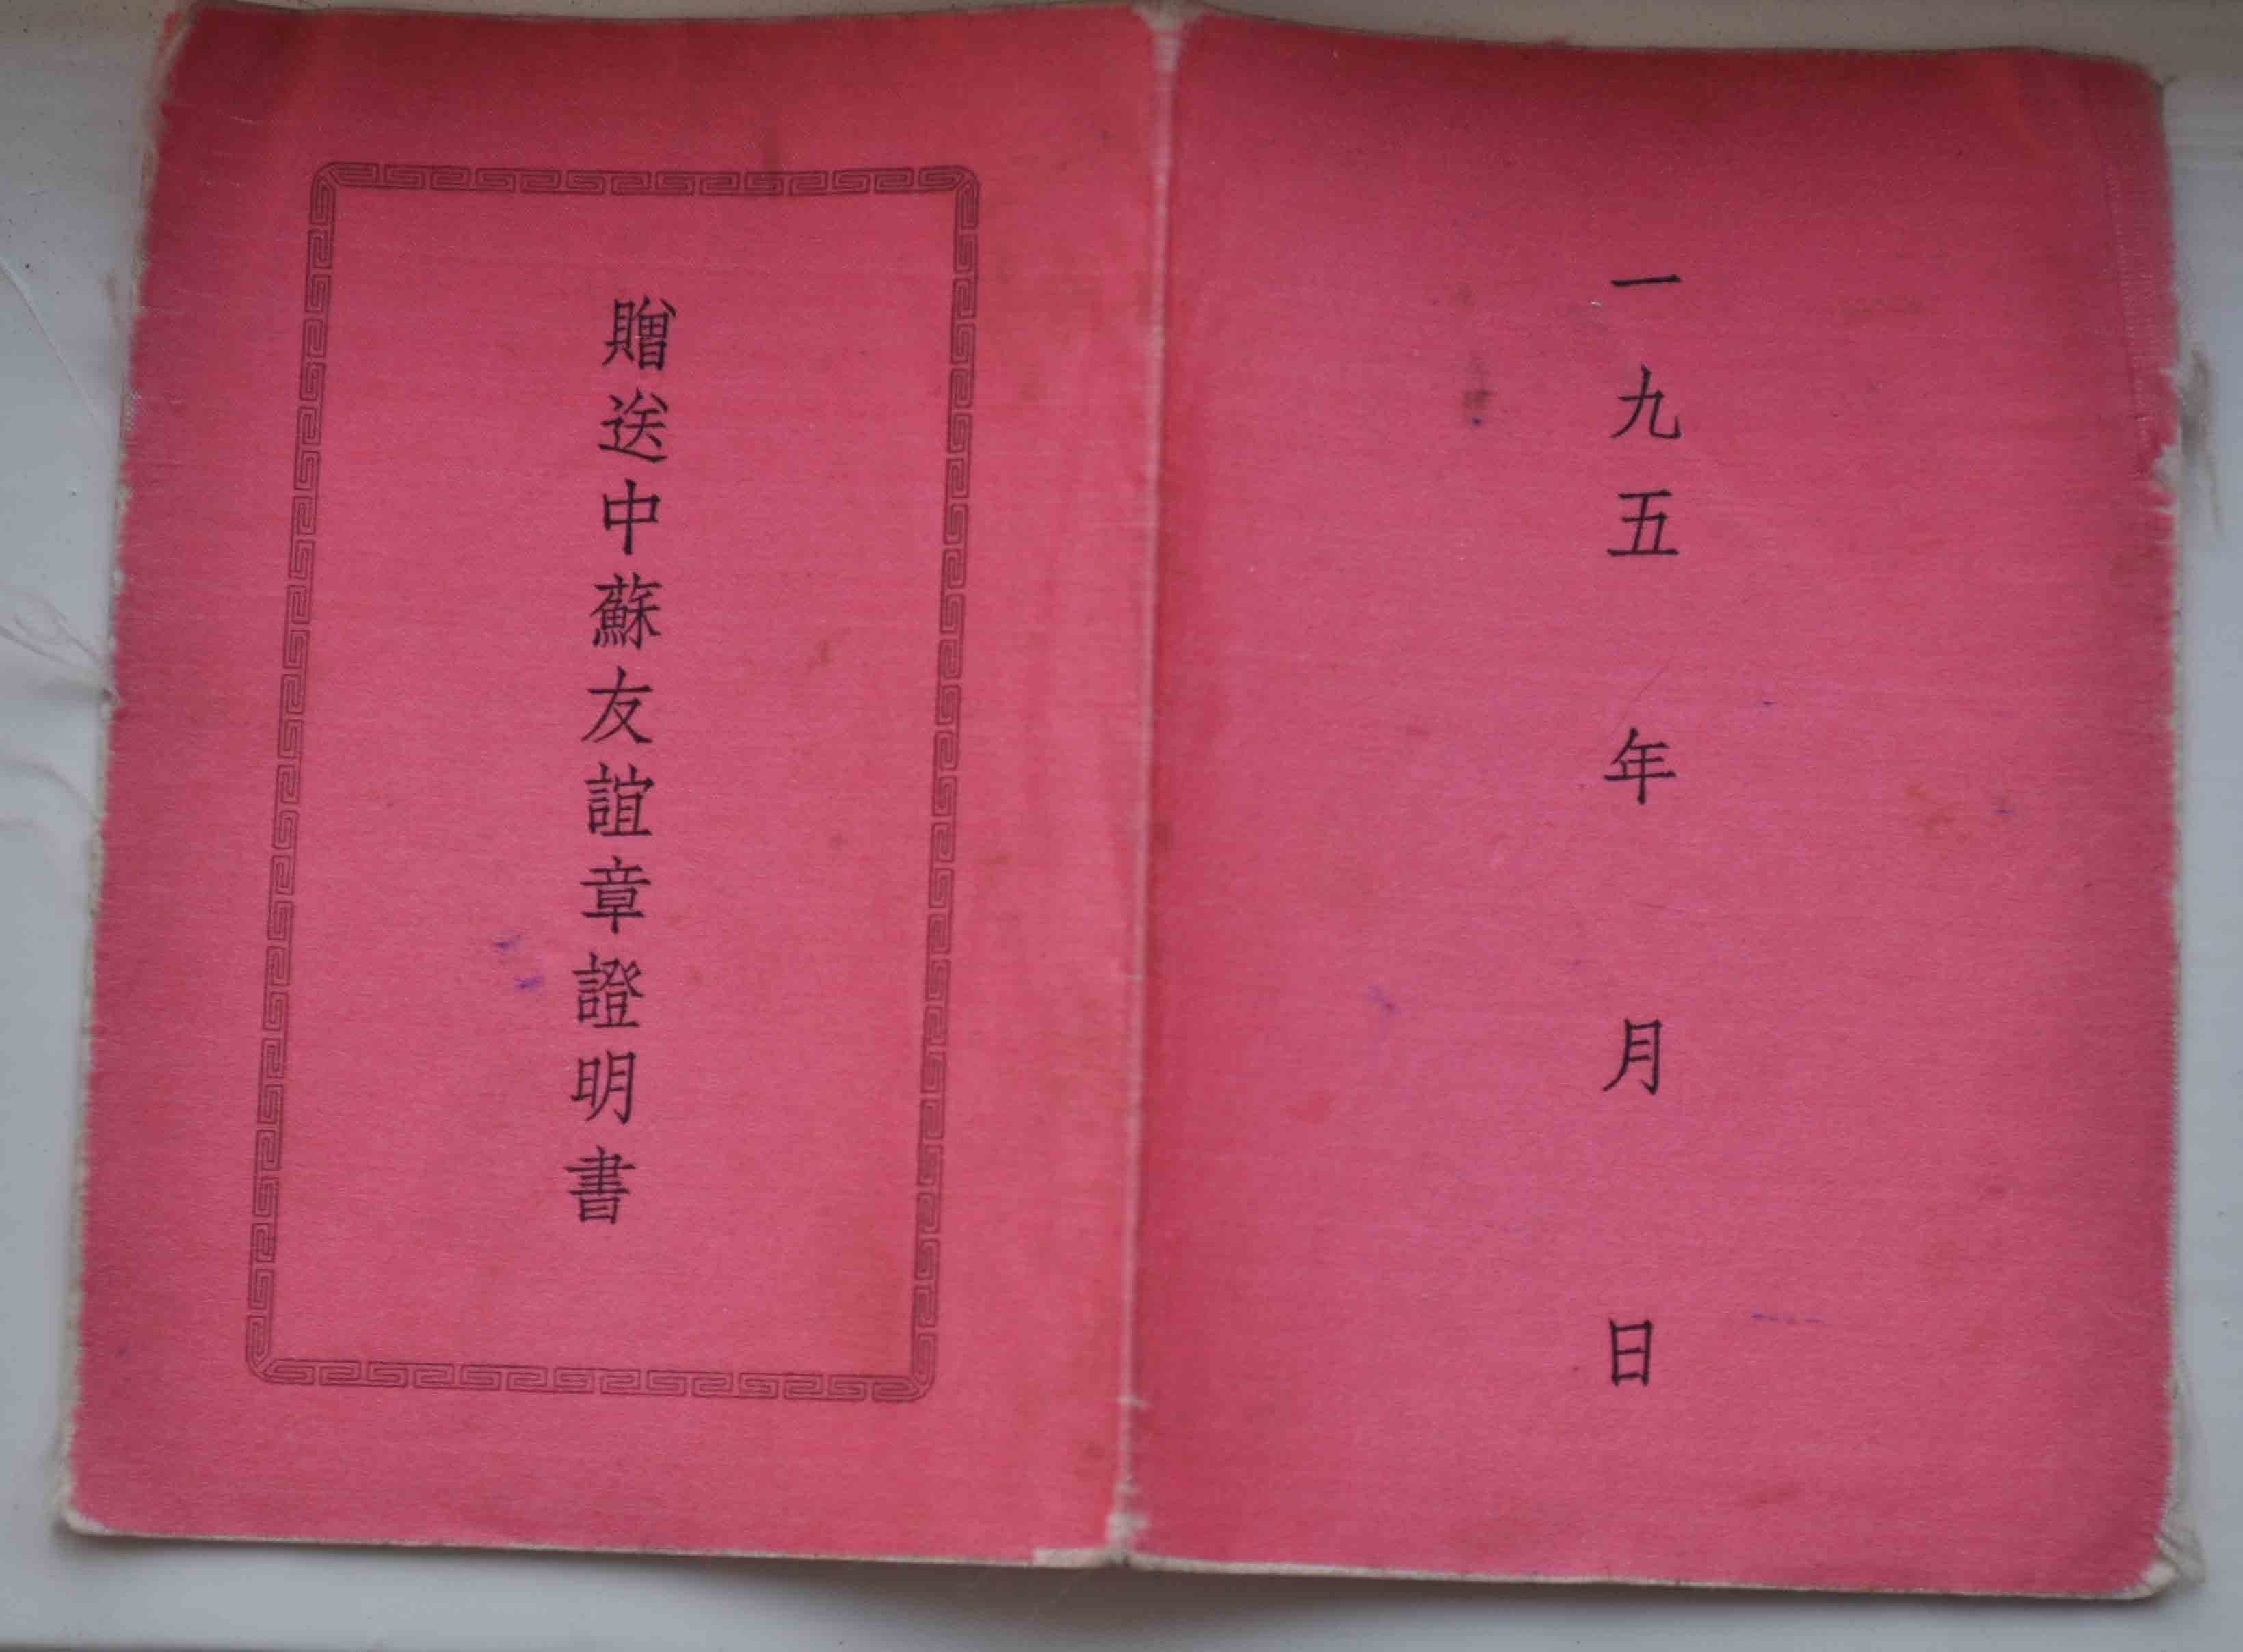 贈送中蘇友誼章證明書
一九五 年 月 日